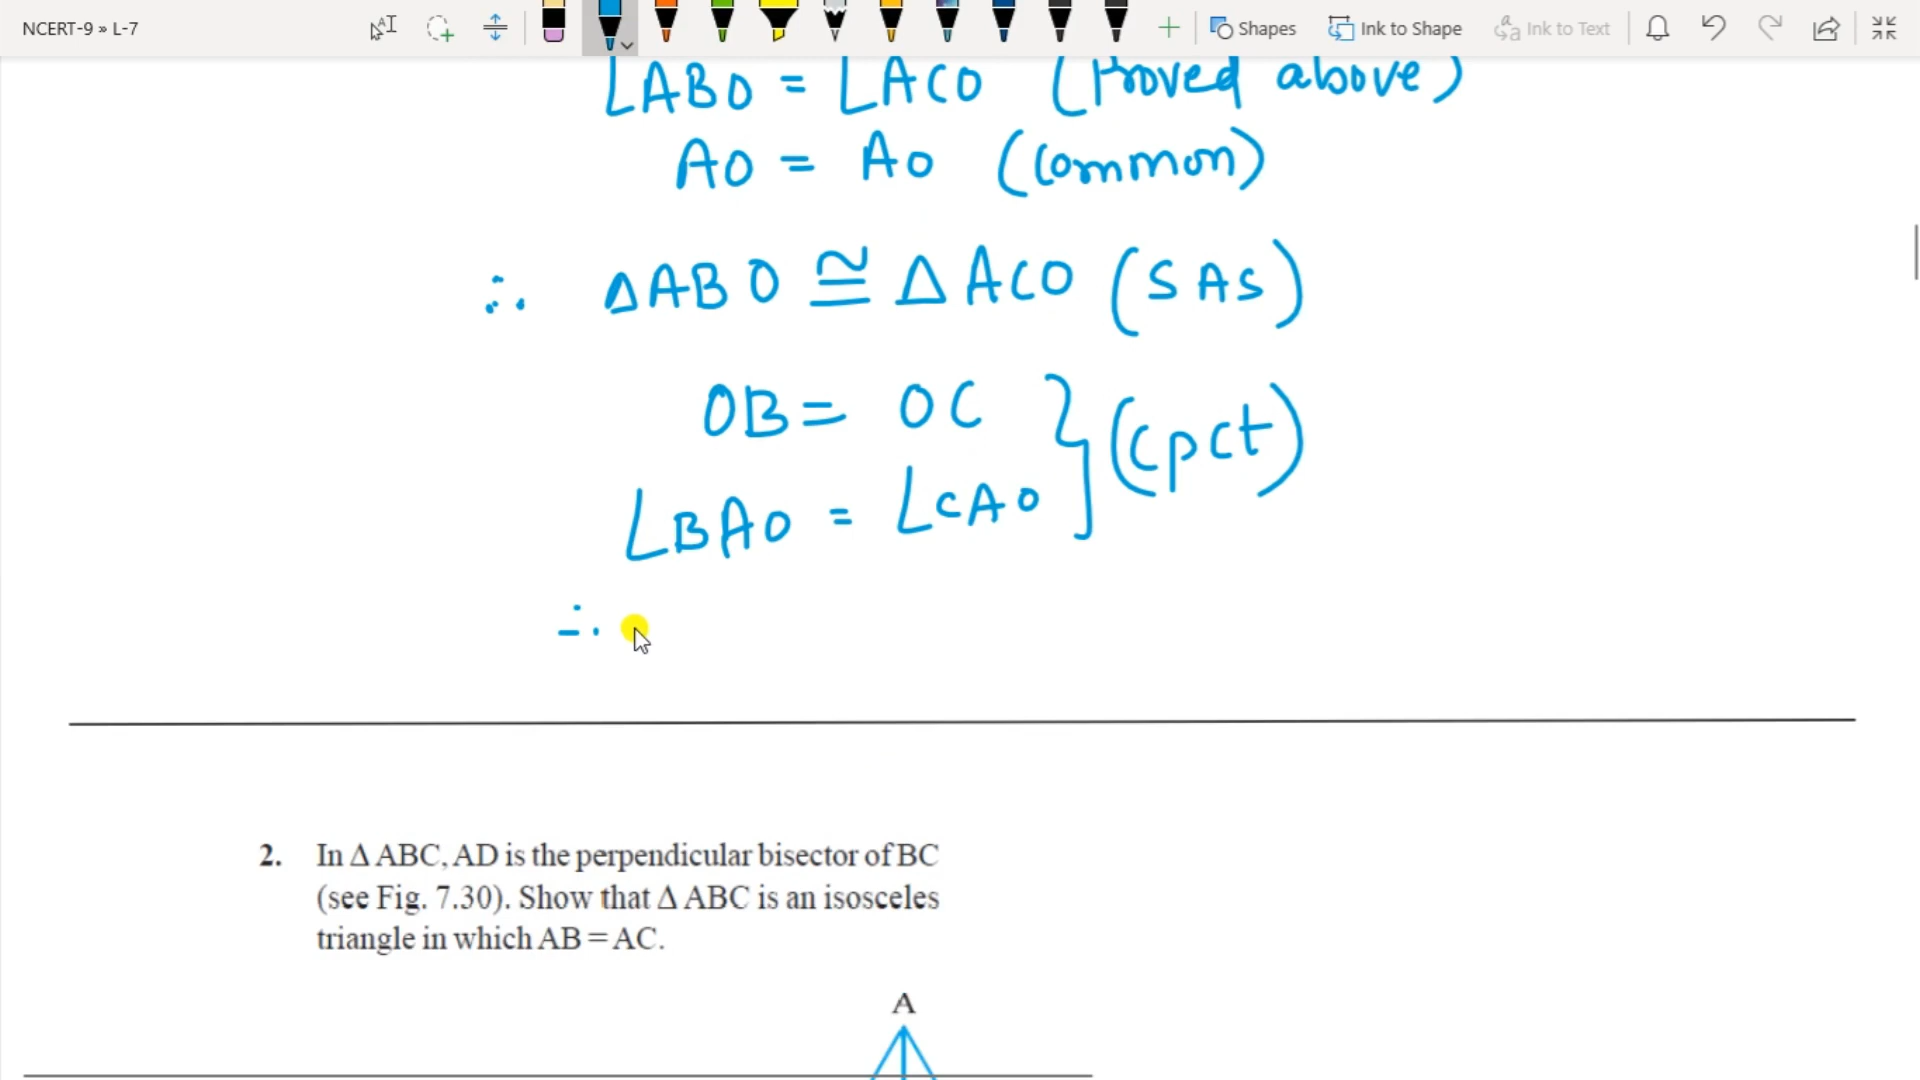 NCERT-9 » L-7
Shapes
Ink to Shape
Ink to Text
∠ABO = ∠ACO (Proved above)
AO = AO (Common)
∴ ΔABO ≅ ΔACO (SAS)
OB = OC
∠BAO = ∠CAO } (cpct)
∴
2. In Δ ABC, AD is the perpendicular bisector of BC
(see Fig. 7.30). Show that Δ ABC is an isosceles
triangle in which AB = AC.
A